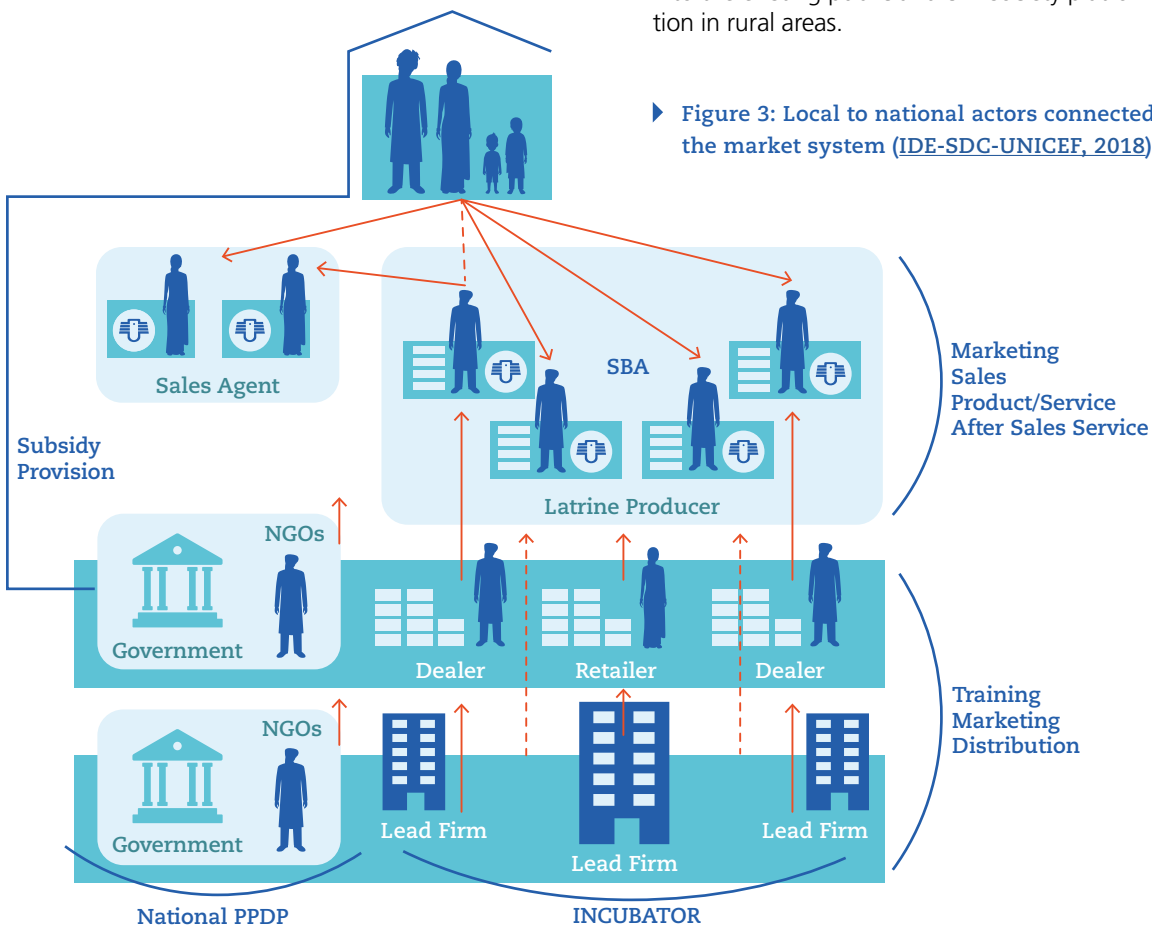 tion in rural areas.
Figure 3: Local to national actors connected
the market system (IDE-SDC-UNICEF, 2018)
Sales Agent
SBA
Latrine Producer
Marketing
Sales
Product/Service
After Sales Service
Subsidy
Provision
NGOs
Government
Dealer
Retailer
Dealer
Training
Marketing
Distribution
NGOs
Government
Lead Firm
Lead Firm
Lead Firm
National PPDP
INCUBATOR